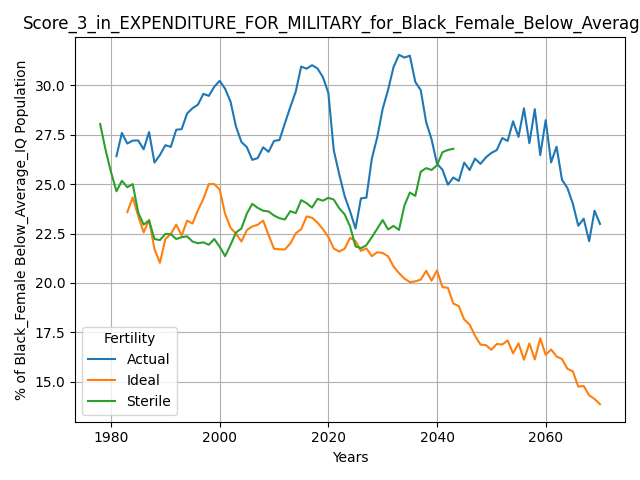 Score_3_in_EXPENDITURE_FOR_MILITARY_for_Black_Female_Below_Averag
% of Black_Female Below_Average_IQ Population
30.0
27.5
25.0
22.5
20.0
17.5
15.0
Fertility
Actual
Ideal
Sterile
1980 2000 2020 2040 2060
Years